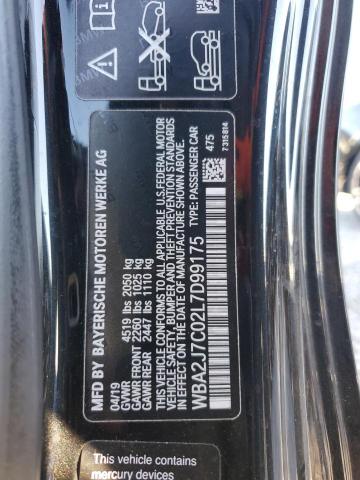 MFD BY BAYERISCHE MOTOREN WERKE AG
04/19
GVWR 4519 lbs 2050 kg
GAWR FRONT 2260 lbs 1025 kg
GAWR REAR 2447 lbs 1110 kg
THIS VEHICLE CONFORMS TO ALL APPLICABLE U.S. FEDERAL MOTOR
VEHICLE SAFETY, BUMPER, AND THEFT PREVENTION STANDARDS
IN EFFECT ON THE DATE OF MANUFACTURE SHOWN ABOVE.
WBA2J7C02L7D99175 TYPE: PASSENGER CAR
475
7315814
This vehicle contains
mercury devices